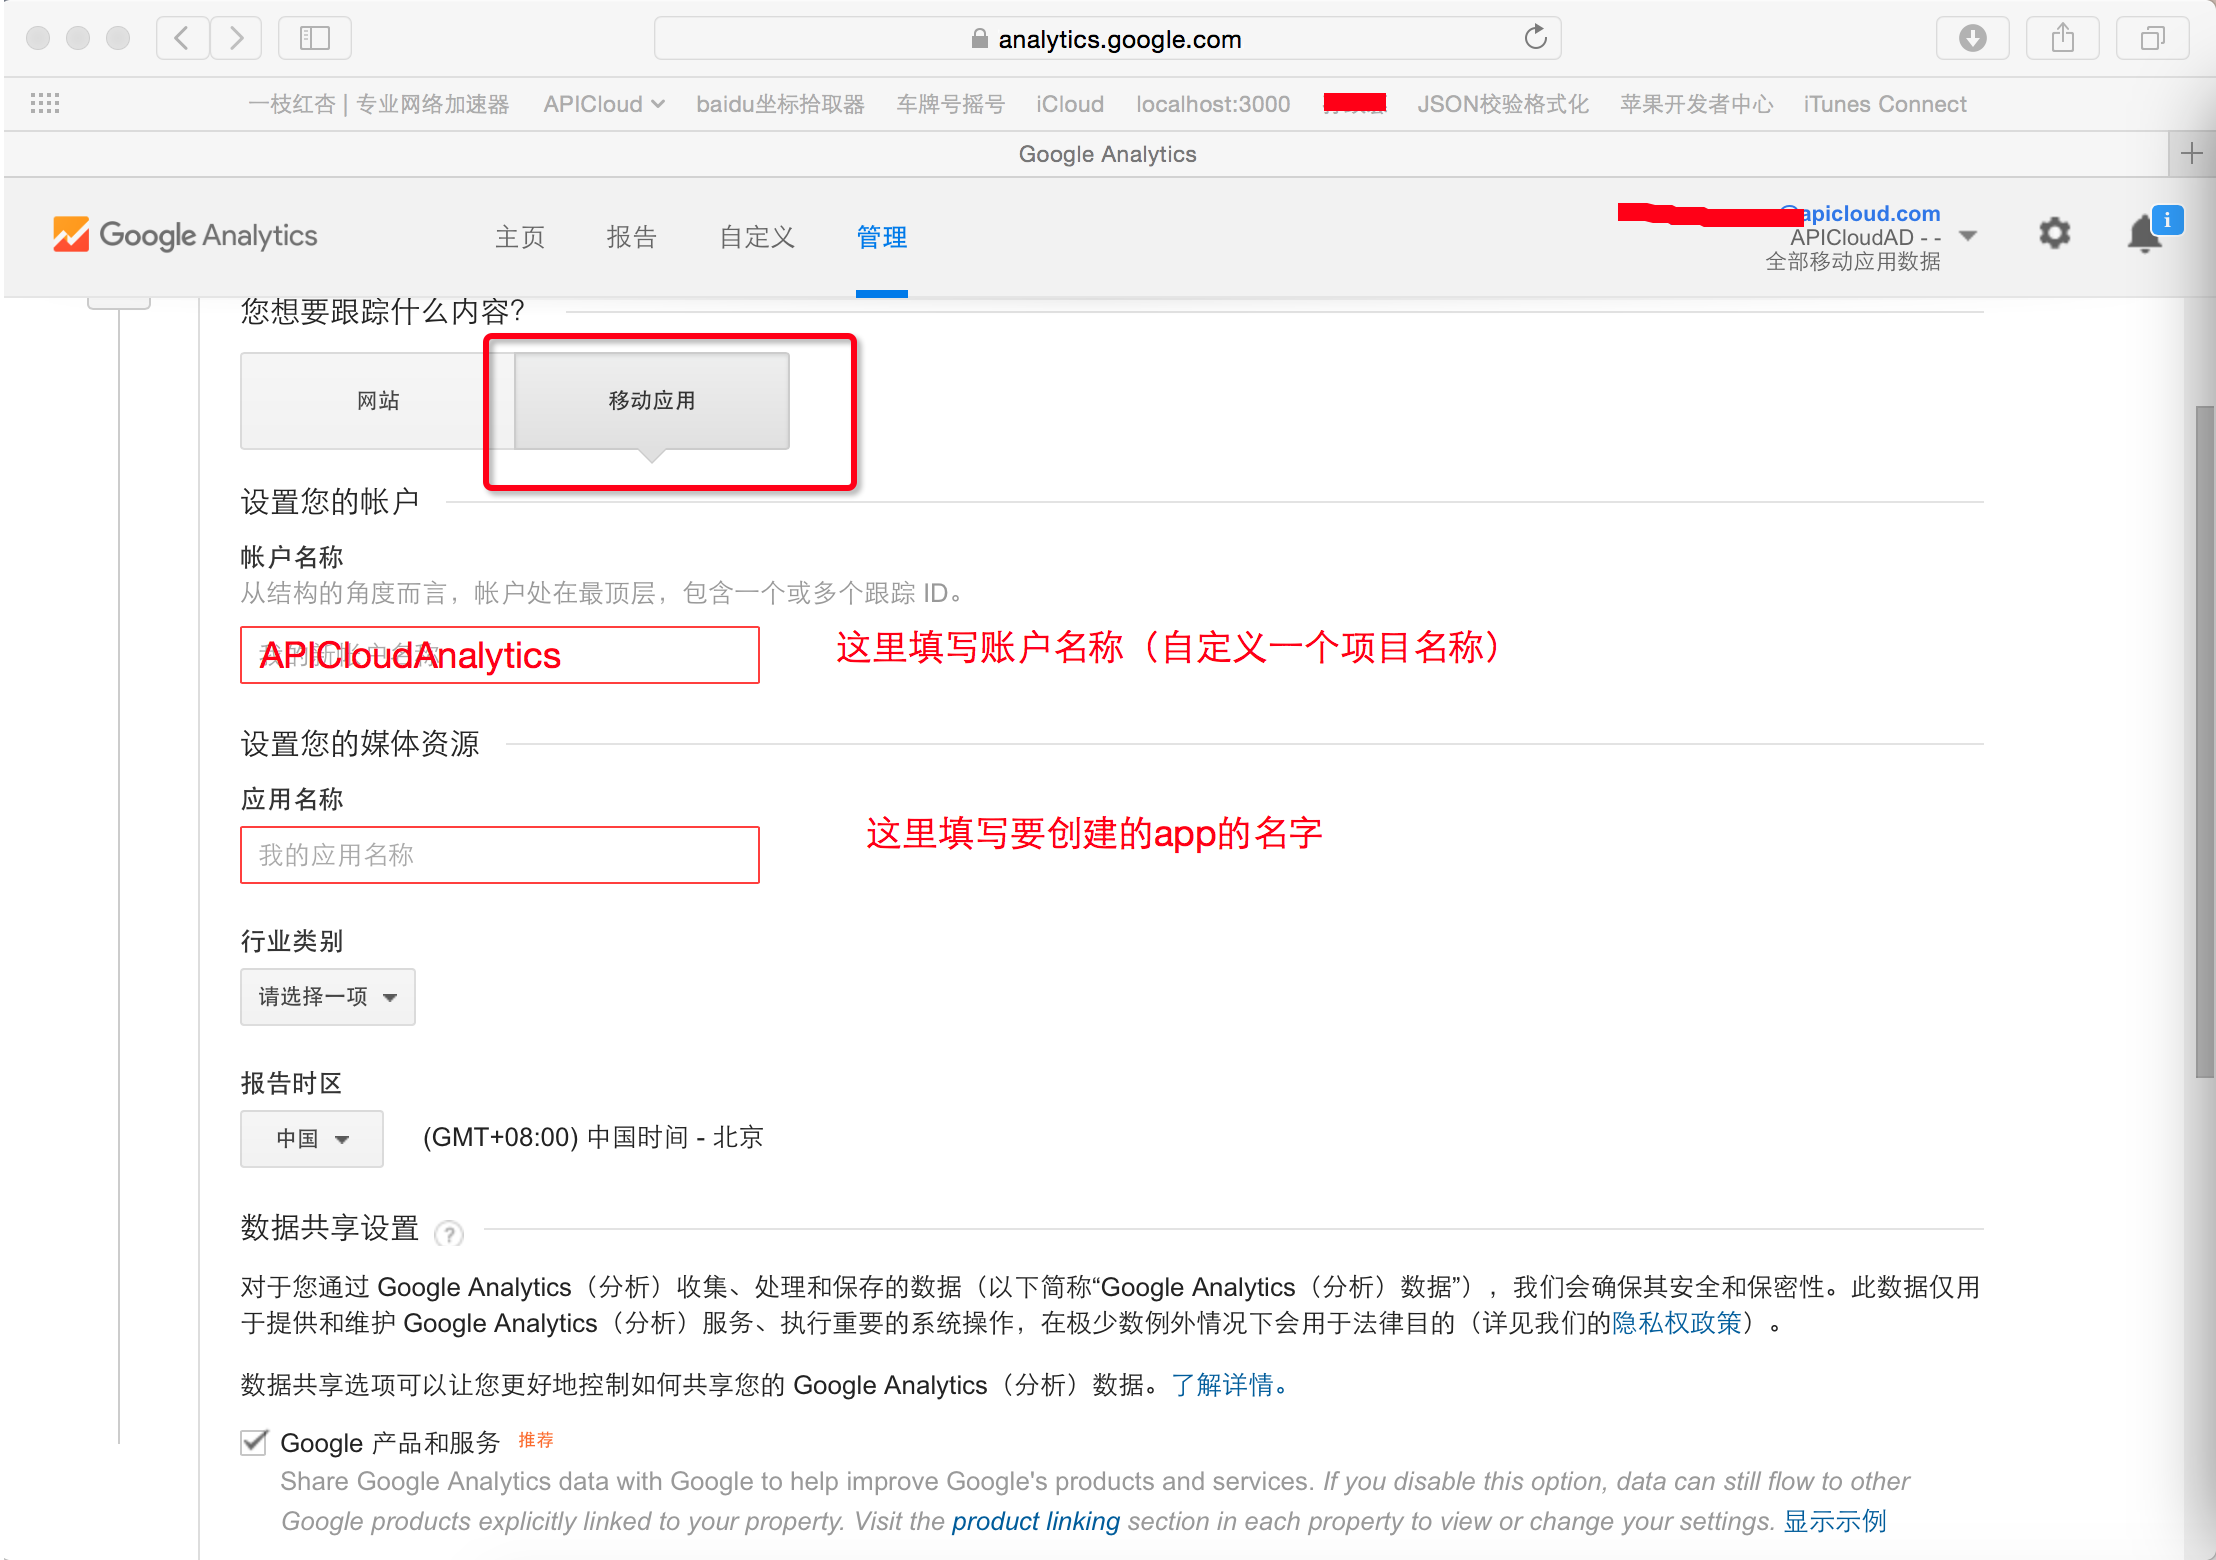 analytics.google.com
一枝红杏 | 专业网络加速器 APICloud baidu坐标拾取器 车牌号摇号 iCloud localhost:3000 JSON校验格式化 苹果开发者中心 iTunes Connect
Google Analytics
Google Analytics 主页 报告 自定义 管理
@apicloud.com
APICloudAD - -
全部移动应用数据
您想要跟踪什么内容?
网站 移动应用
设置您的帐户
帐户名称
从结构的角度而言，帐户处在最顶层，包含一个或多个跟踪 ID。
APICloudAnalytics 这里填写账户名称（自定义一个项目名称）
设置您的媒体资源
应用名称
我的应用名称 这里填写要创建的app的名字
行业类别
请选择一项
报告时区
中国 (GMT+08:00) 中国时间 - 北京
数据共享设置 ?
对于您通过 Google Analytics（分析）收集、处理和保存的数据（以下简称“Google Analytics（分析）数据”），我们会确保其安全和保密性。此数据仅用
于提供和维护 Google Analytics（分析）服务、执行重要的系统操作，在极少数例外情况下会用于法律目的（详见我们的隐私权政策）。
数据共享选项可以让您更好地控制如何共享您的 Google Analytics（分析）数据。了解详情。
Google 产品和服务 推荐
Share Google Analytics data with Google to help improve Google's products and services. If you disable this option, data can still flow to other
Google products explicitly linked to your property. Visit the product linking section in each property to view or change your settings. 显示示例